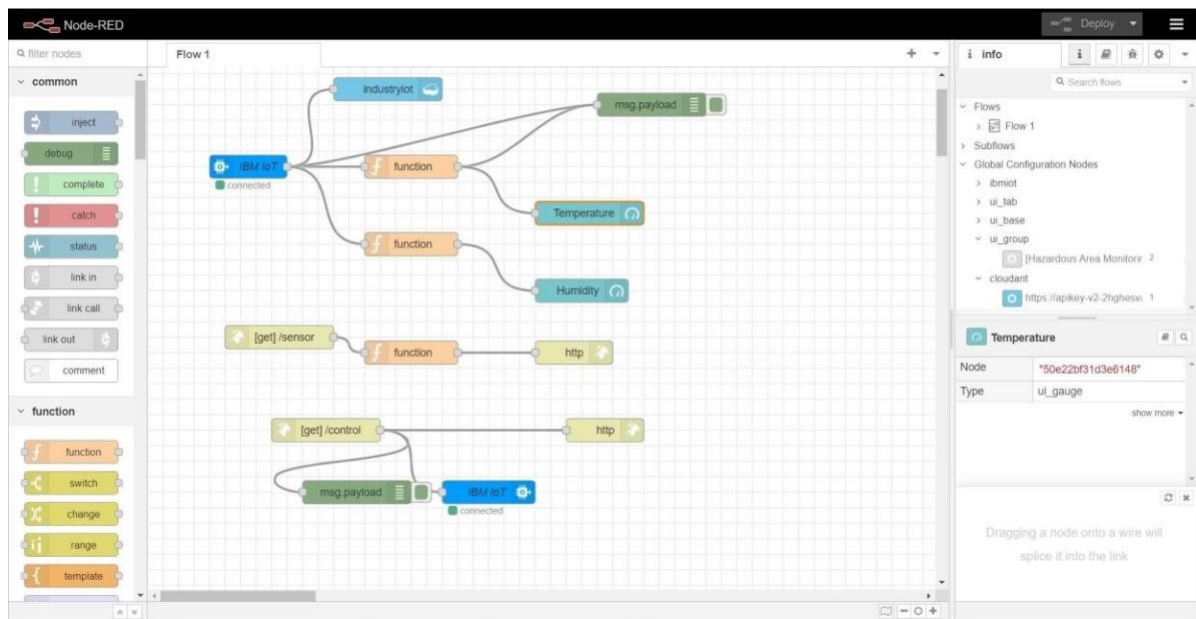 Node-RED
Deploy
filter nodes
common
inject
debug
complete
catch
status
link in
link call
link out
comment
function
function
switch
change
range
template
Flow 1
industryiot
msg.payload
IBM IoT
connected
function
Temperature
function
Humidity
[get] /sensor
function
http
[get] /control
http
msg.payload
IBM IoT
connected
i info
i
Search flows
Flows
Flow 1
Subflows
Global Configuration Nodes
ibmiot
ui_tab
ui_base
ui_group
[Hazardous Area Monitorir 2
cloudant
https://apikey-v2-2hghesv 1
Temperature
Node "50e22bf31d3e6148"
Type ui_gauge
show more
Dragging a node onto a wire will
splice it into the link